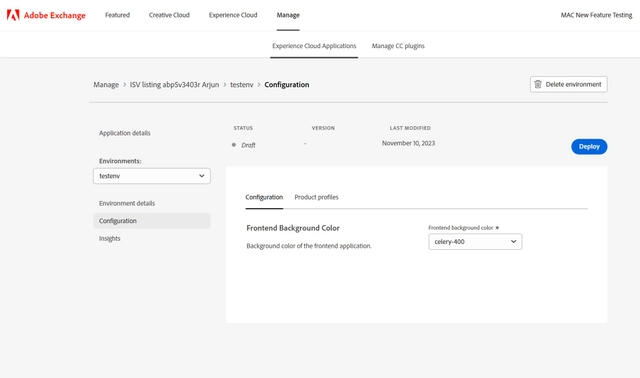 Adobe Exchange
Featured
Creative Cloud
Experience Cloud
Manage
MAC New Feature Testing
Experience Cloud Applications
Manage CC plugins
Manage > ISV listing abp5v3403r Arjun > testenv > Configuration
Delete environment
Application details
Environments:
testenv
Environment details
Configuration
Insights
STATUS
VERSION
LAST MODIFIED
Draft
-
November 10, 2023
Deploy
Configuration
Product profiles
Frontend Background Color
Background color of the frontend application.
Frontend background color *
celery-400